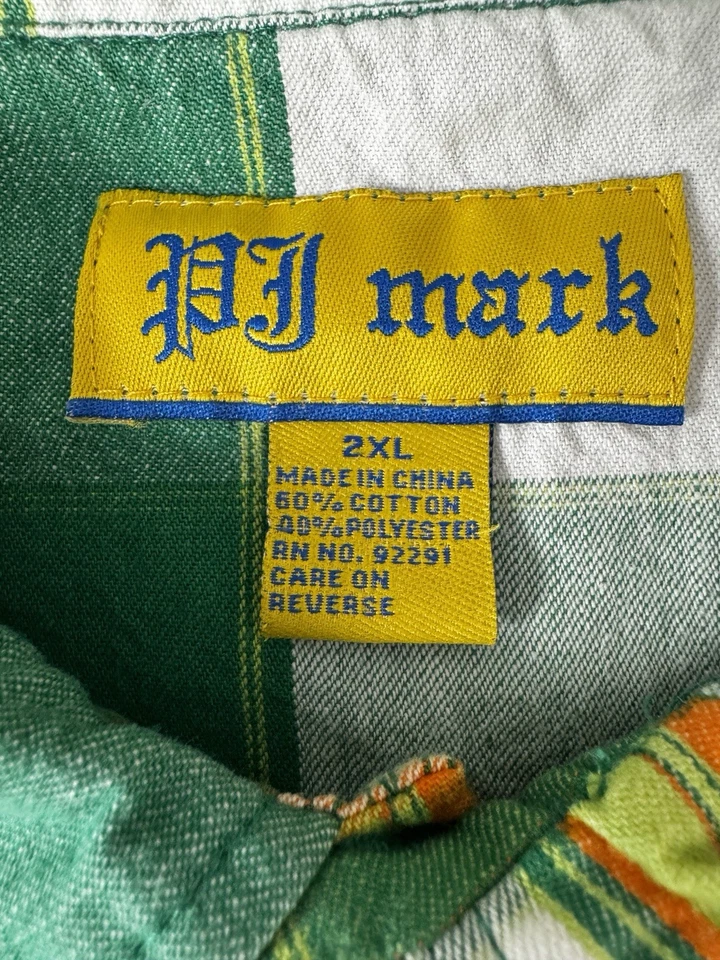 PJ mark
2XL
MADE IN CHINA
60% COTTON
40% POLYESTER
RN NO. 92291
CARE ON
REVERSE